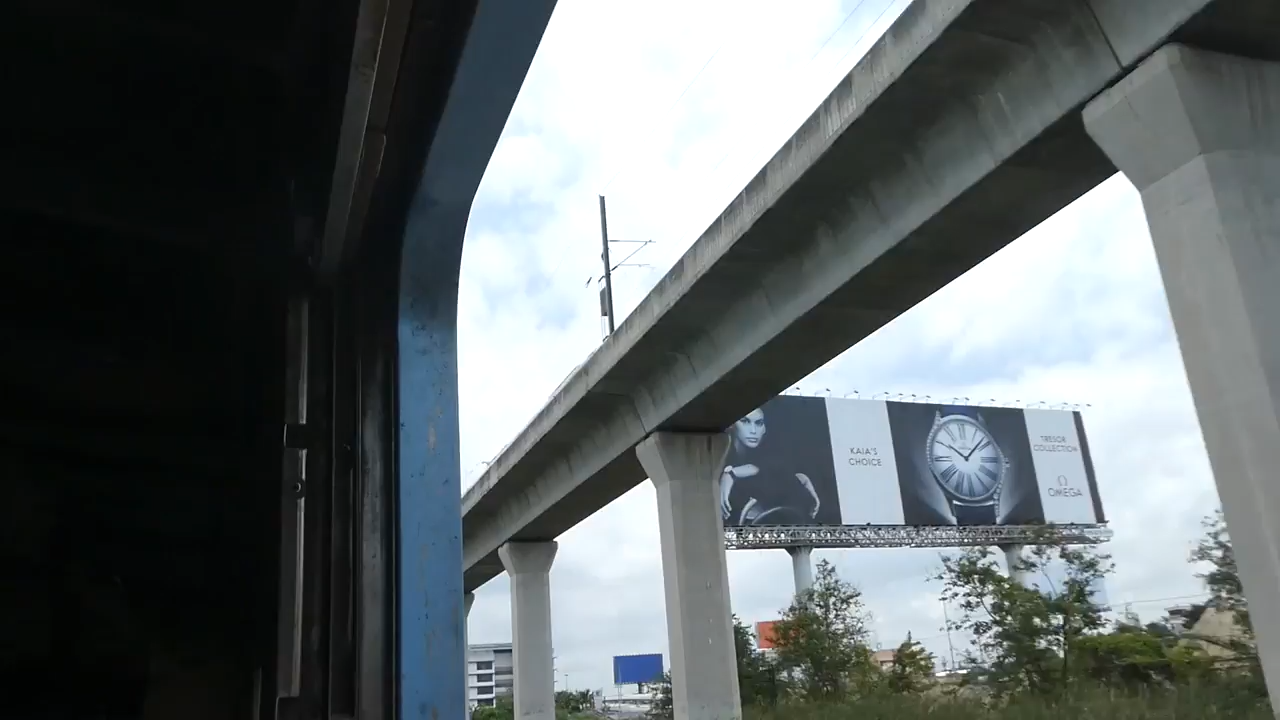 KAIA'S
CHOICE
TRESOR
COLLECTION
Ω
OMEGA